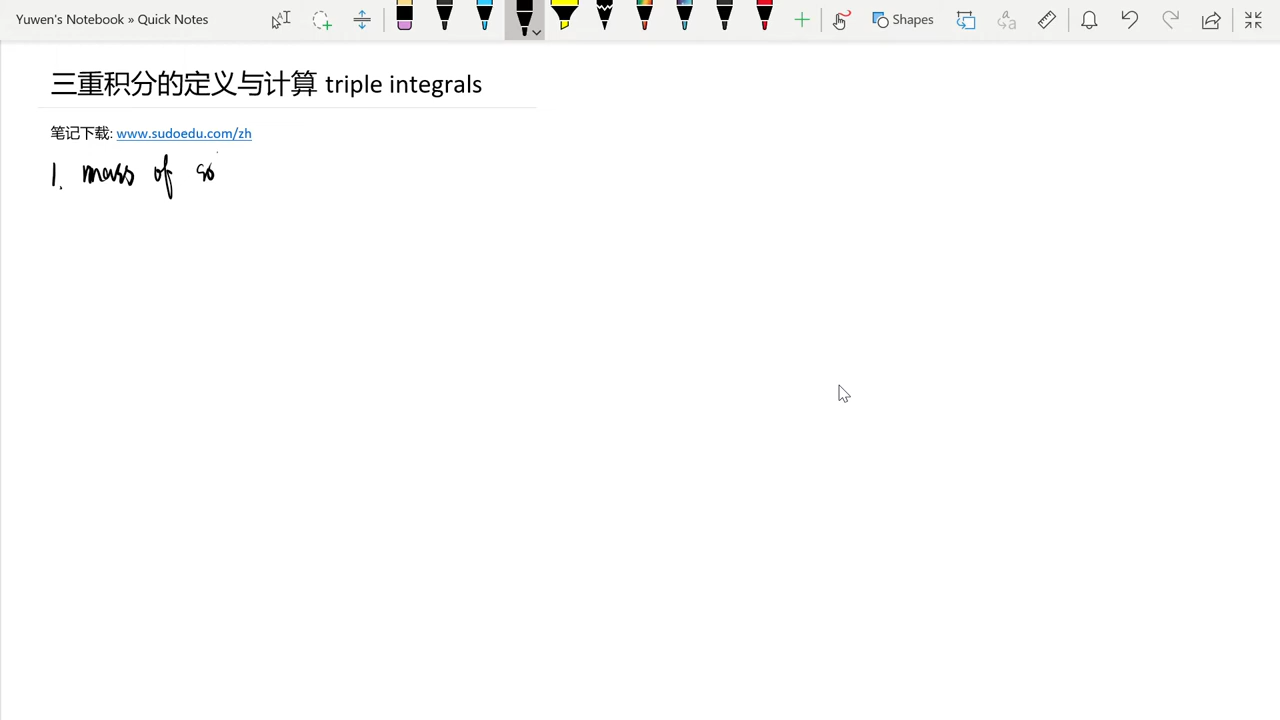 Yuwen's Notebook » Quick Notes
Shapes
三重积分的定义与计算 triple integrals
笔记下载: www.sudoedu.com/zh
1. mass of so